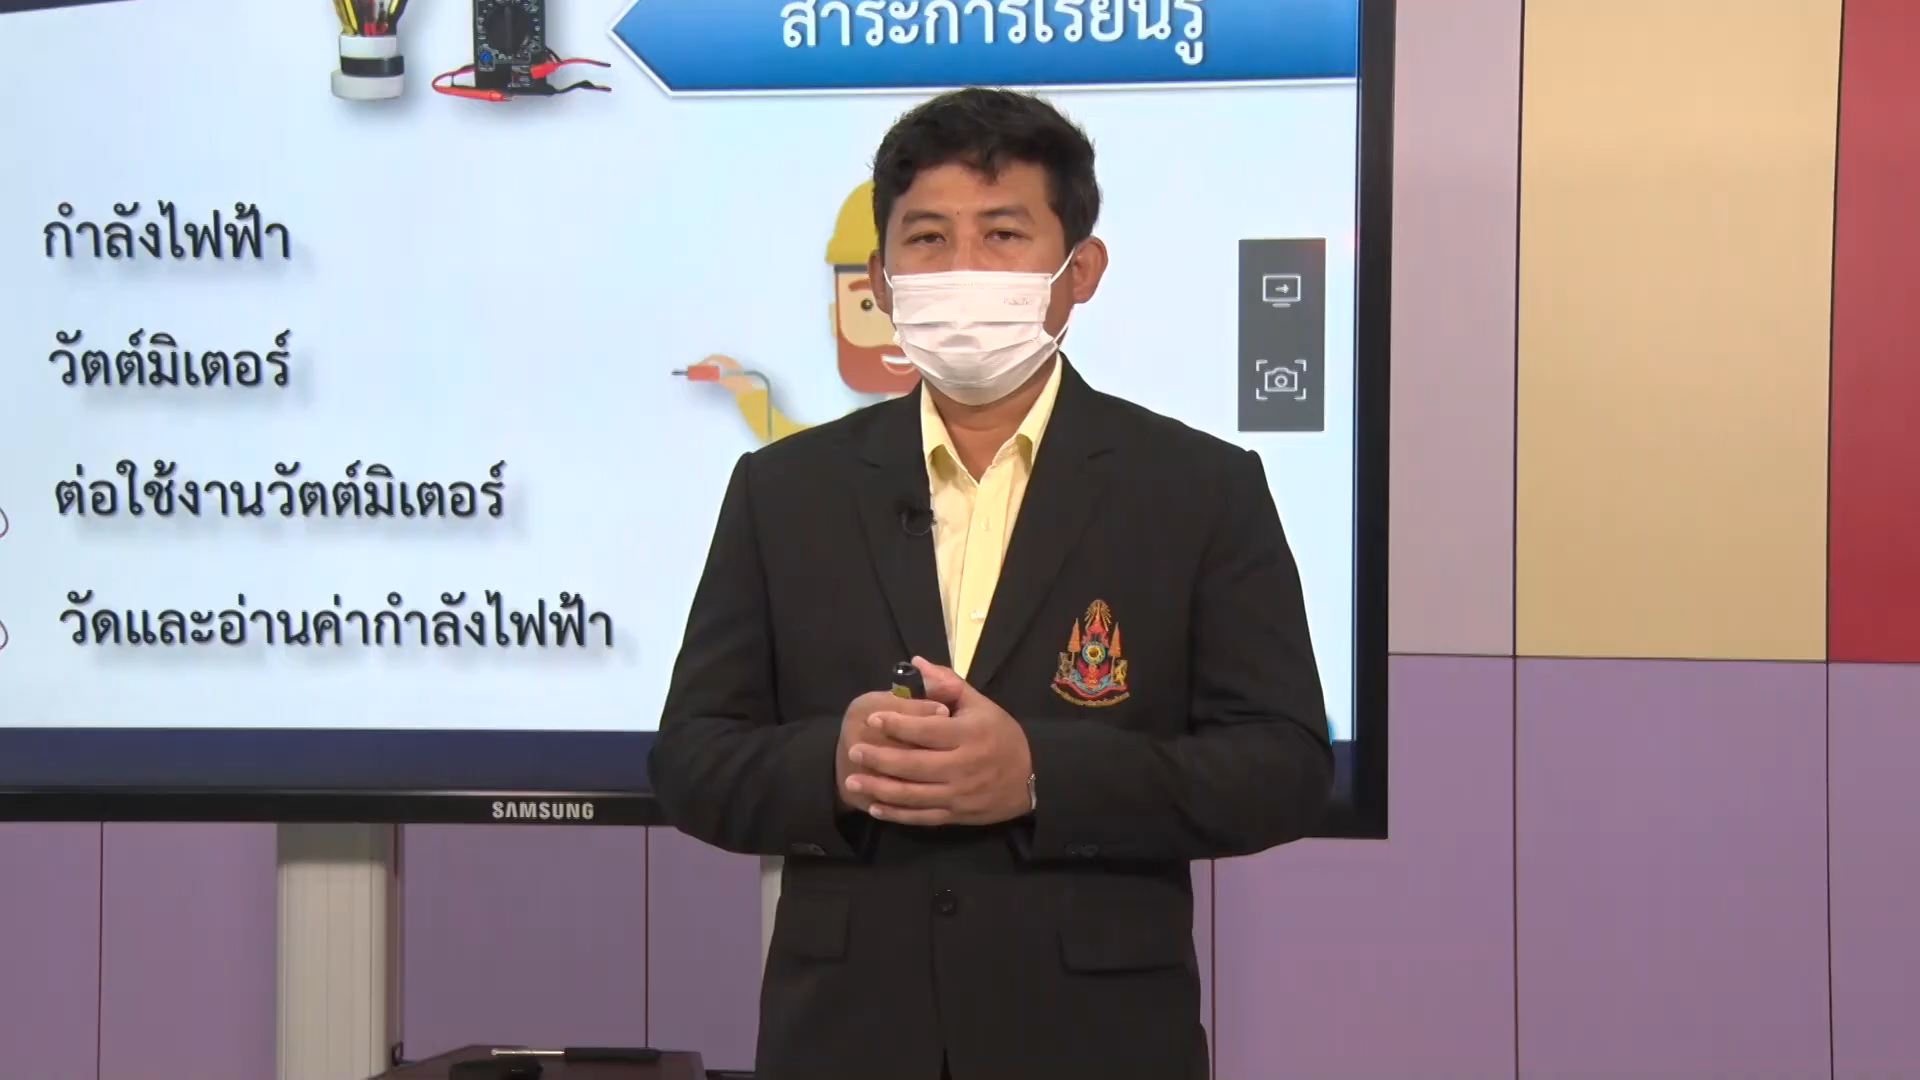 สาระการเรียนรู้
กำลังไฟฟ้า
วัตต์มิเตอร์
ต่อใช้งานวัตต์มิเตอร์
วัดและอ่านค่ากำลังไฟฟ้า
SAMSUNG